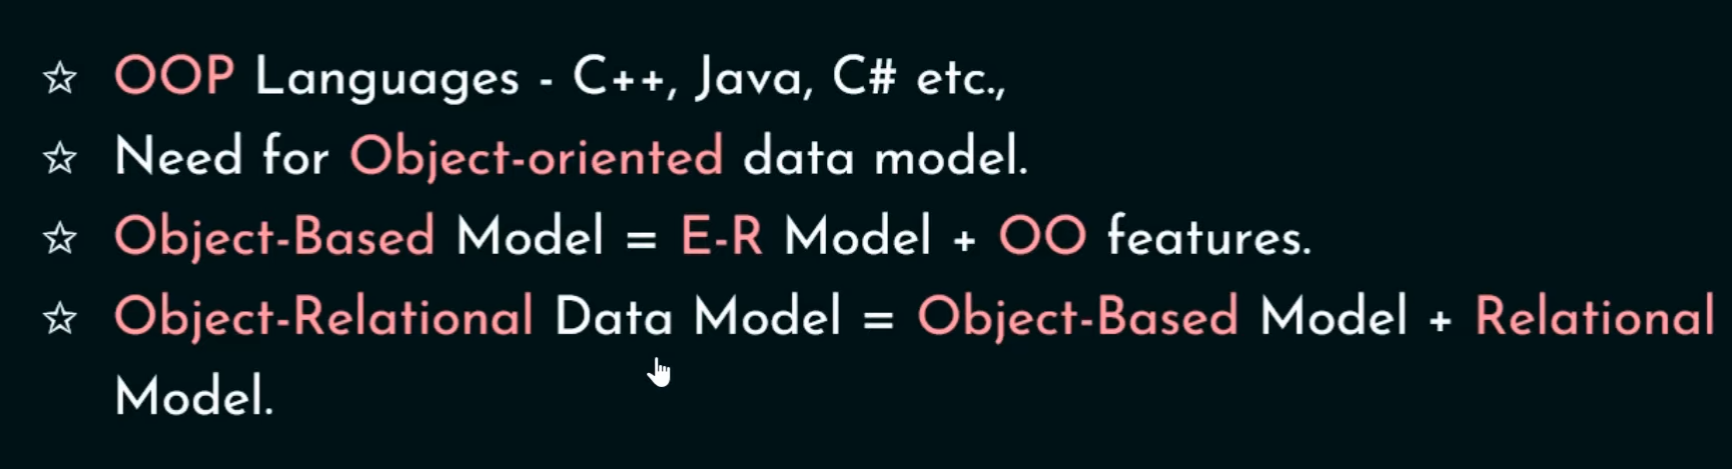 ☆ OOP Languages - C++, Java, C# etc.,
☆ Need for Object-oriented data model.
☆ Object-Based Model = E-R Model + OO features.
☆ Object-Relational Data Model = Object-Based Model + Relational
Model.